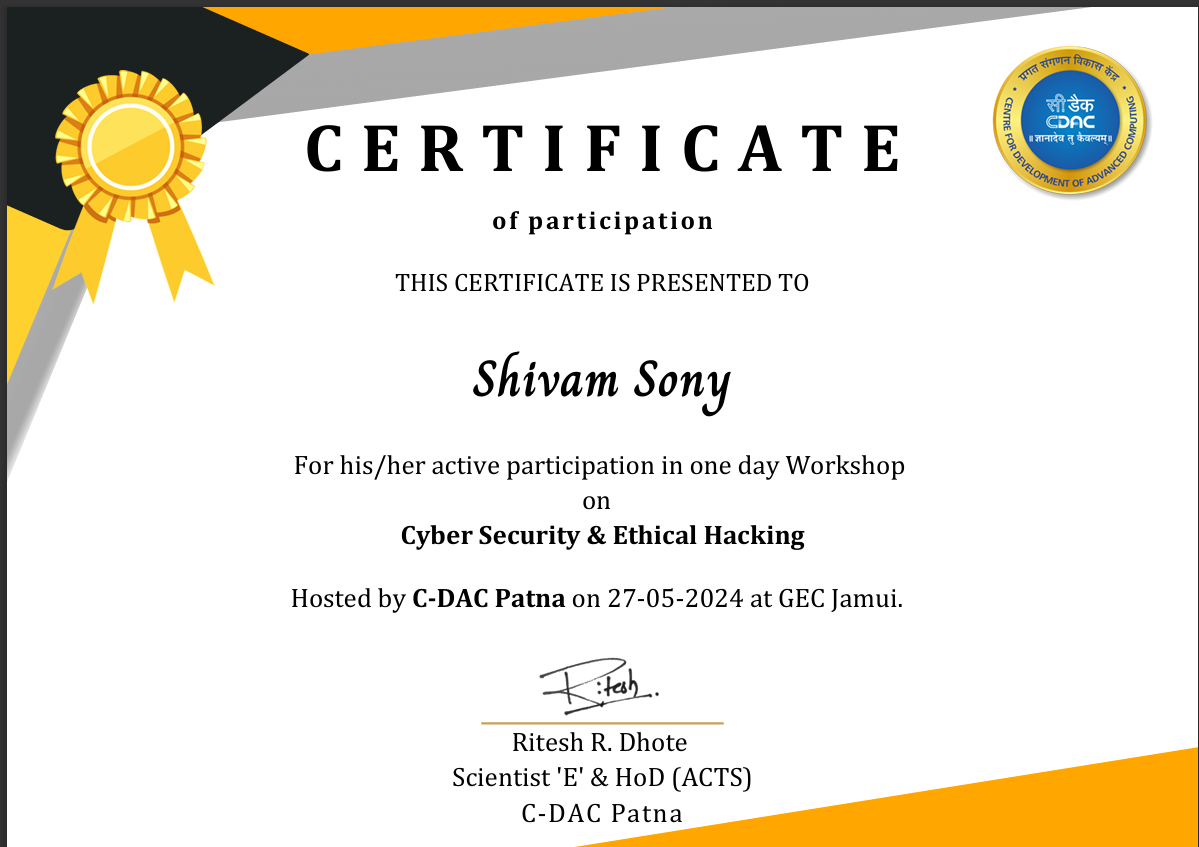 प्रगत संगणन विकास केंद्र
सी डैक
CDAC
॥ ज्ञानादेव तु कैवल्यम् ॥
CENTRE FOR DEVELOPMENT OF ADVANCED COMPUTING
CERTIFICATE
of participation
THIS CERTIFICATE IS PRESENTED TO
Shivam Sony
For his/her active participation in one day Workshop
on
Cyber Security & Ethical Hacking
Hosted by C-DAC Patna on 27-05-2024 at GEC Jamui.
Ritesh
Ritesh R. Dhote
Scientist 'E' & HoD (ACTS)
C-DAC Patna